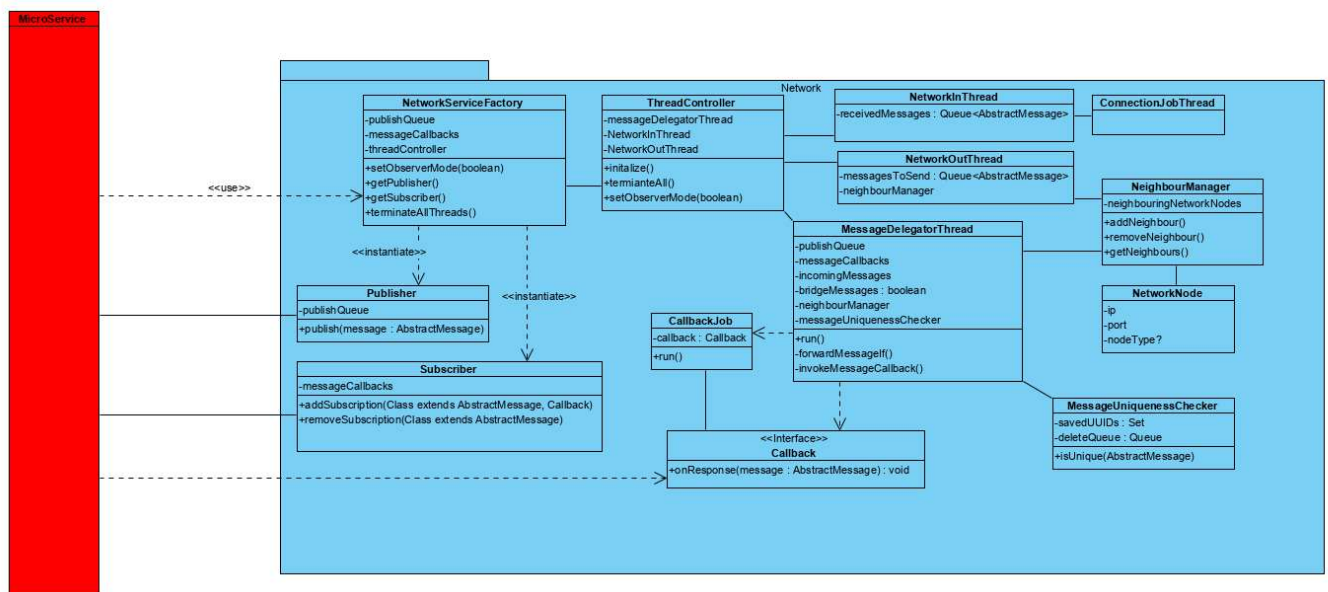 MicroService
Network
NetworkServiceFactory
-publishQueue
-messageCallbacks
-threadController
+setObserverMode(boolean)
+getPublisher()
+getSubscriber()
+terminateAllThreads()
ThreadController
-messageDelegatorThread
-NetworkInThread
-NetworkOutThread
+initalize()
+termianteAll()
+setObserverMode(boolean)
NetworkInThread
-receivedMessages : Queue<AbstractMessage>
ConnectionJobThread
NetworkOutThread
-messagesToSend : Queue<AbstractMessage>
-neighbourManager
NeighbourManager
-neighbouringNetworkNodes
+addNeighbour()
+removeNeighbour()
+getNeighbours()
<<use>>
<<instantiate>>
<<instantiate>>
MessageDelegatorThread
-publishQueue
-messageCallbacks
-incomingMessages
-bridgeMessages : boolean
-neighbourManager
-messageUniquenessChecker
+run()
-forwardMessageIf()
-invokeMessageCallback()
NetworkNode
-ip
-port
-nodeType?
Publisher
-publishQueue
+publish(message : AbstractMessage)
CallbackJob
-callback : Callback
+run()
Subscriber
-messageCallbacks
+addSubscription(Class extends AbstractMessage, Callback)
+removeSubscription(Class extends AbstractMessage)
MessageUniquenessChecker
-savedUUIDs : Set
-deleteQueue : Queue
+isUnique(AbstractMessage)
<<Interface>>
Callback
+onResponse(message : AbstractMessage) : void